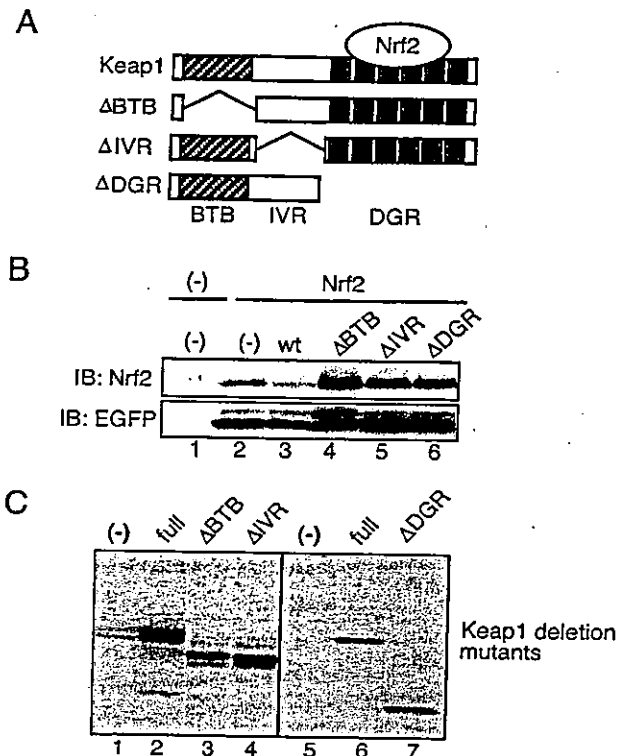 A
Nrf2
Keap1
ΔBTB
ΔIVR
ΔDGR
BTB IVR DGR
B
(-) Nrf2
(-) (-) wt ΔBTB ΔIVR ΔDGR
IB: Nrf2
IB: EGFP
1 2 3 4 5 6
C
(-) full ΔBTB ΔIVR (-) full ΔDGR
Keap1 deletion
mutants
1 2 3 4 5 6 7